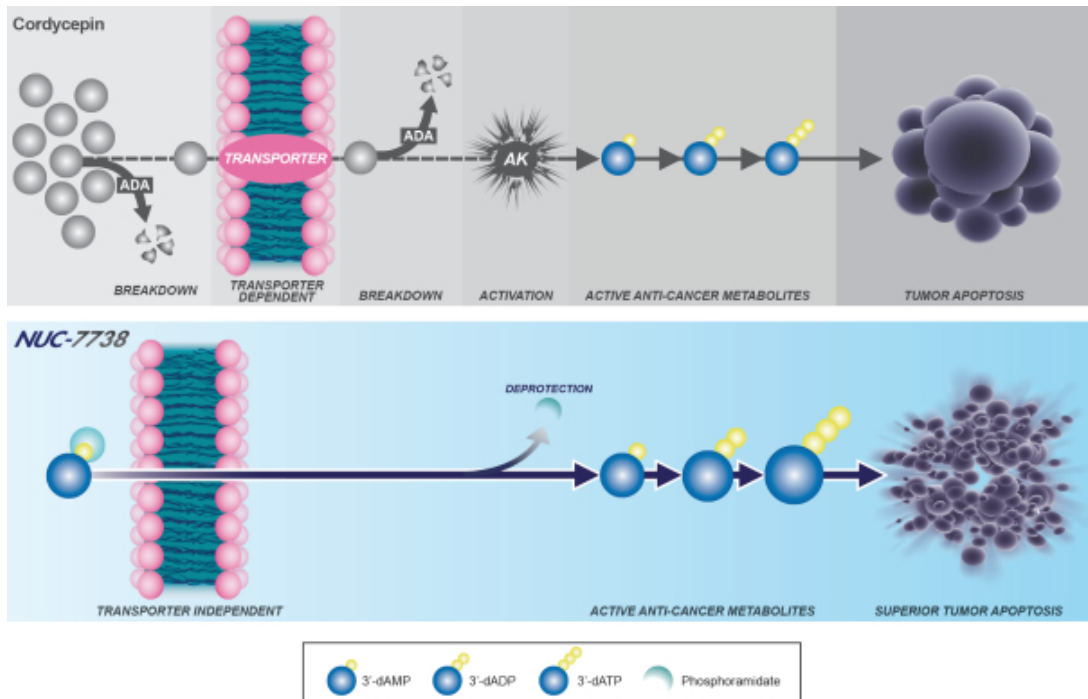 Cordycepin
ADA
TRANSPORTER
ADA
AK
BREAKDOWN
TRANSPORTER
DEPENDENT
BREAKDOWN
ACTIVATION
ACTIVE ANTI-CANCER METABOLITES
TUMOR APOPTOSIS
NUC-7738
DEPROTECTION
TRANSPORTER INDEPENDENT
ACTIVE ANTI-CANCER METABOLITES
SUPERIOR TUMOR APOPTOSIS
3'-dAMP
3'-dADP
3'-dATP
Phosphoramidate